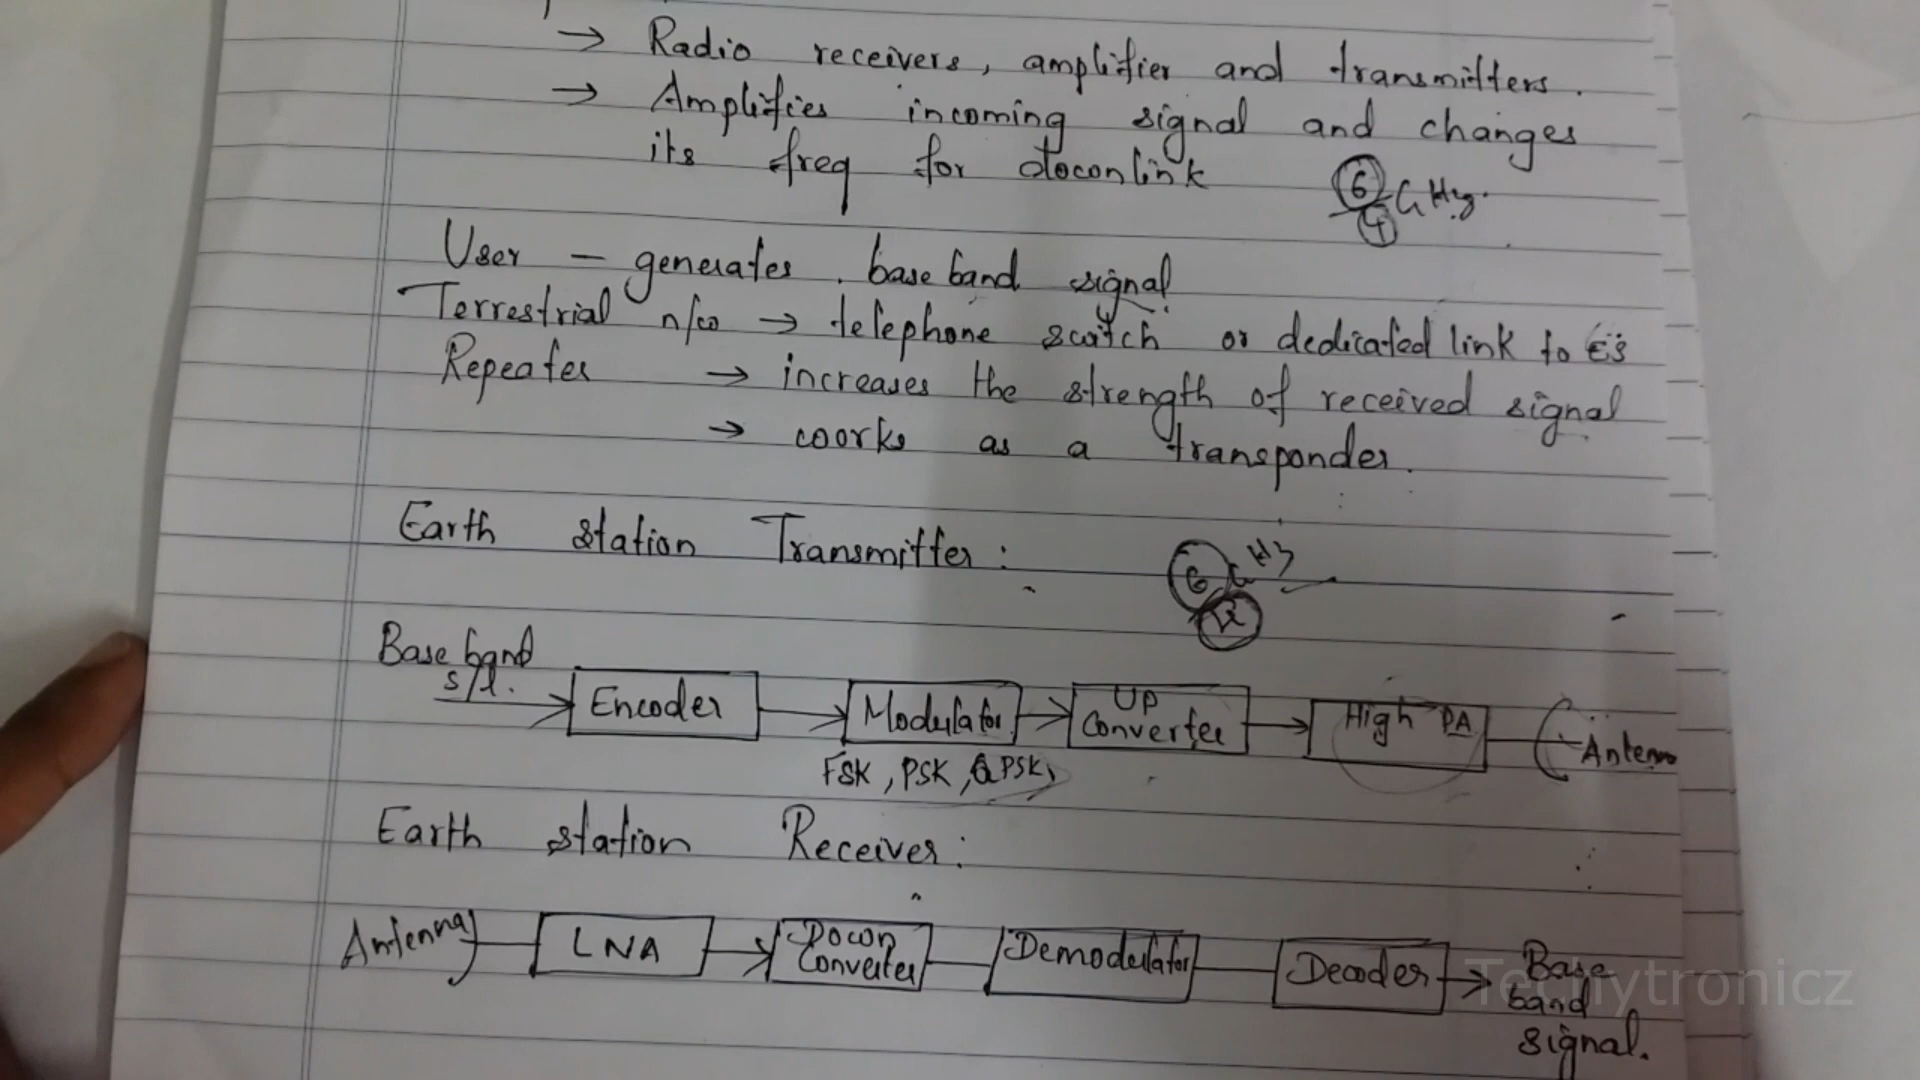 → Radio receivers, amplifier and transmitters.
→ Amplifies incoming signal and changes
its freq for downlink 6/4 GHz.
User - generates base band signal
Terrestrial n/w → telephone switch or dedicated link to ES
Repeater → increases the strength of received signal
→ works as a transponder.
Earth station Transmitter:
6 GHz
Base band
s/l.
Encoder
Modulator
UP
Converter
High PA
Antenna
FSK, PSK, QPSK,
Earth station Receiver:
Antenna
LNA
Down
Converter
Demodulator
Decoder
Base
band
signal.
Techytronicz